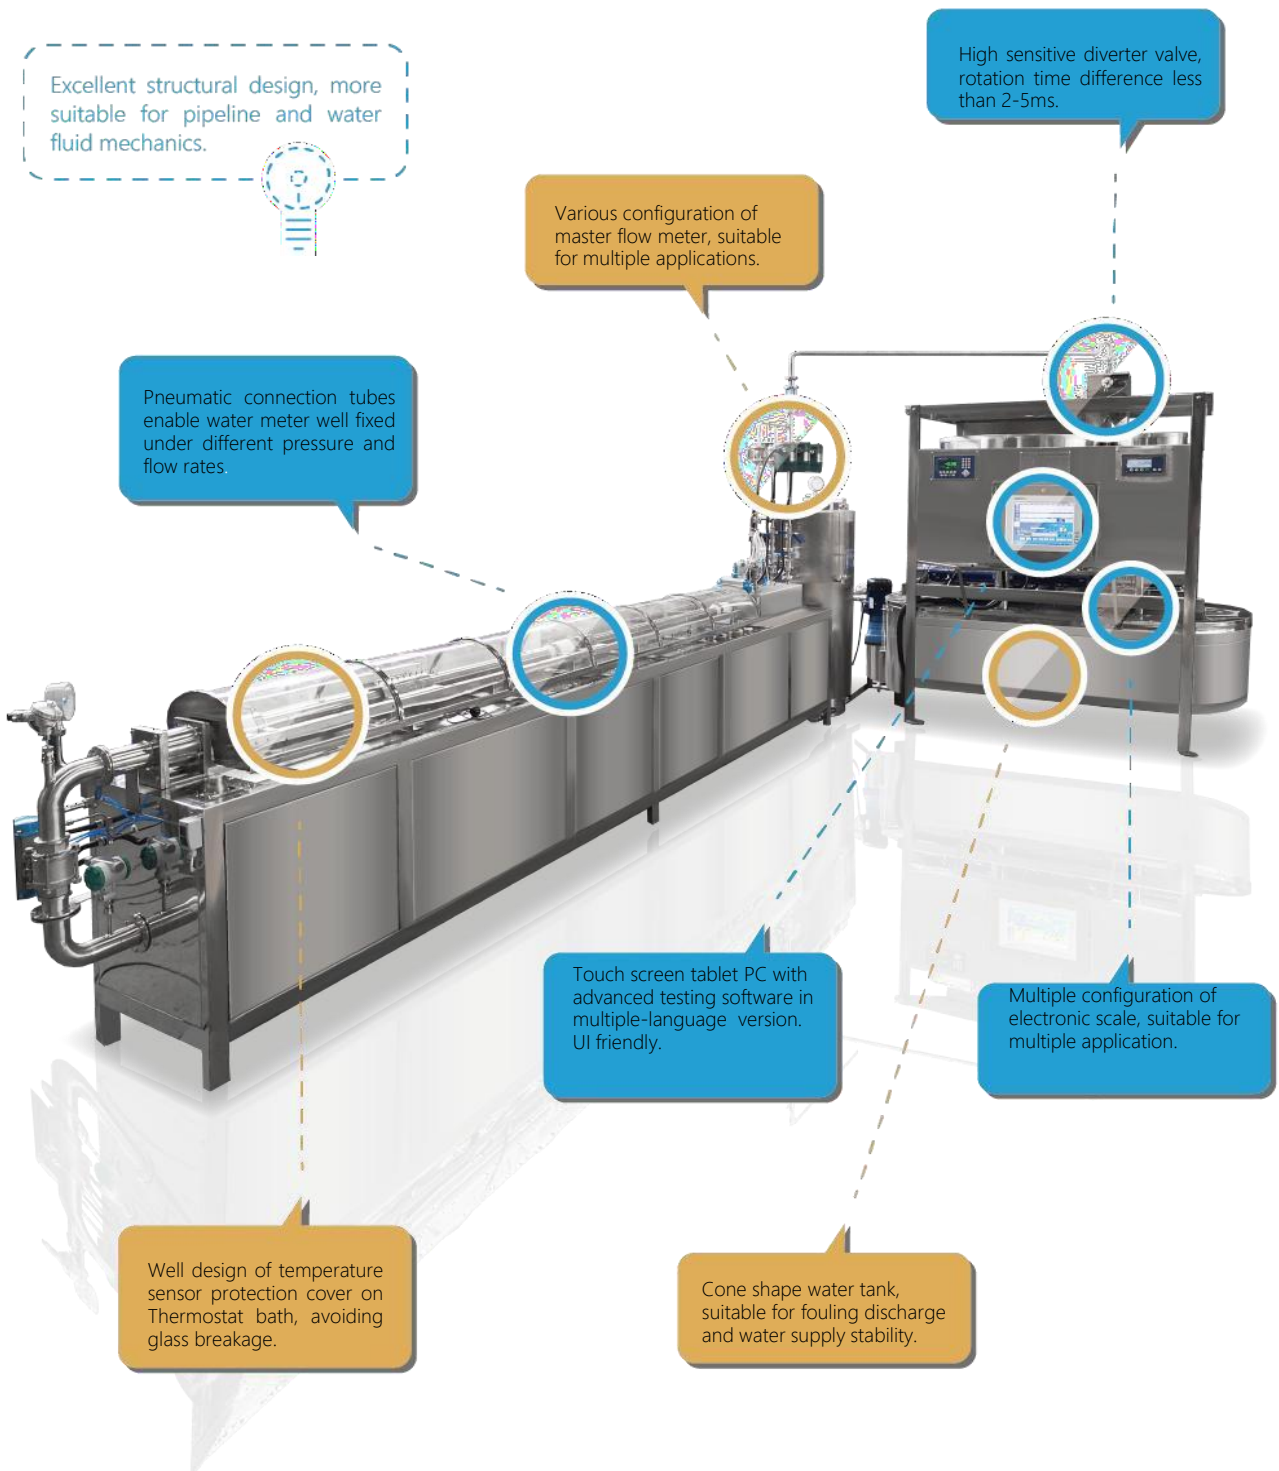 Excellent structural design, more
suitable for pipeline and water
fluid mechanics.
High sensitive diverter valve,
rotation time difference less
than 2-5ms.
Various configuration of
master flow meter, suitable
for multiple applications.
Pneumatic connection tubes
enable water meter well fixed
under different pressure and
flow rates.
Touch screen tablet PC with
advanced testing software in
multiple-language version.
UI friendly.
Multiple configuration of
electronic scale, suitable for
multiple application.
Well design of temperature
sensor protection cover on
Thermostat bath, avoiding
glass breakage.
Cone shape water tank,
suitable for fouling discharge
and water supply stability.